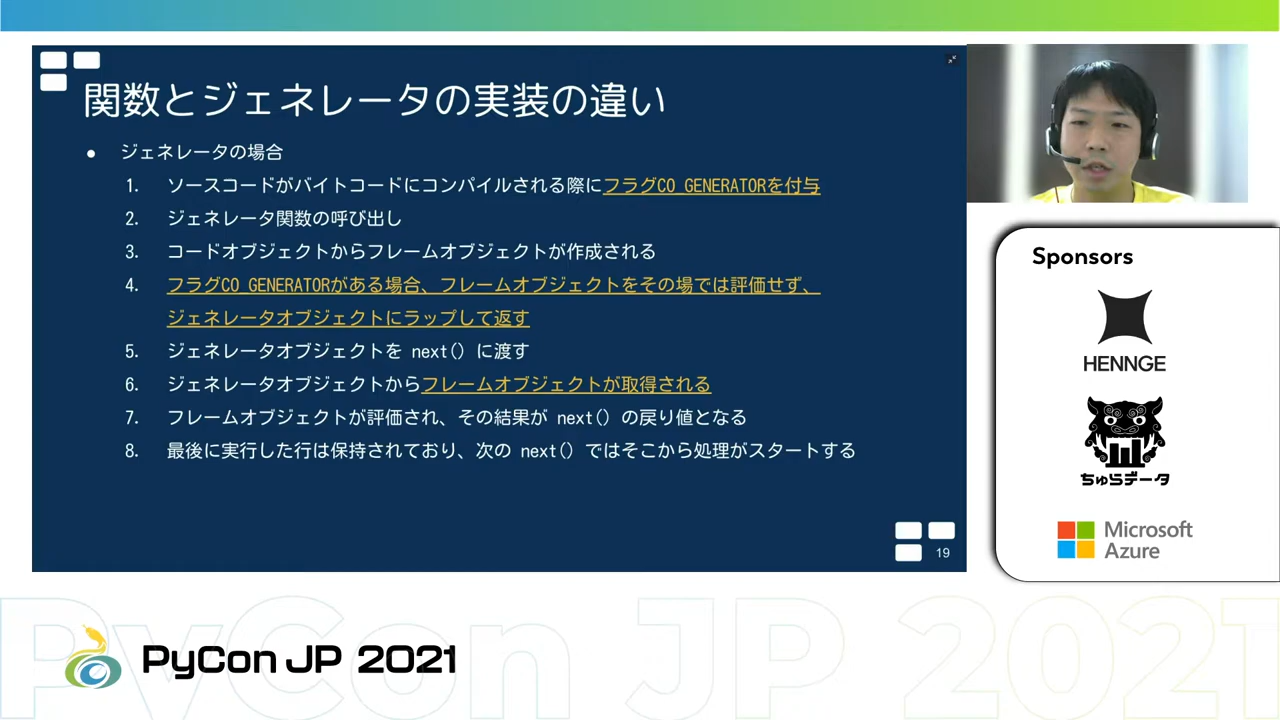 関数とジェネレータの実装の違い
● ジェネレータの場合
1. ソースコードがバイトコードにコンパイルされる際にフラグCO_GENERATORを付与
2. ジェネレータ関数の呼び出し
3. コードオブジェクトからフレームオブジェクトが作成される
4. フラグCO_GENERATORがある場合、フレームオブジェクトをその場では評価せず、
ジェネレータオブジェクトにラップして返す
5. ジェネレータオブジェクトを next() に渡す
6. ジェネレータオブジェクトからフレームオブジェクトが取得される
7. フレームオブジェクトが評価され、その結果が next() の戻り値となる
8. 最後に実行した行は保持されており、次の next() ではそこから処理がスタートする
19
Sponsors
HENNGE
ちゅらデータ
Microsoft
Azure
PyCon JP 2021
PyCon JP 2021